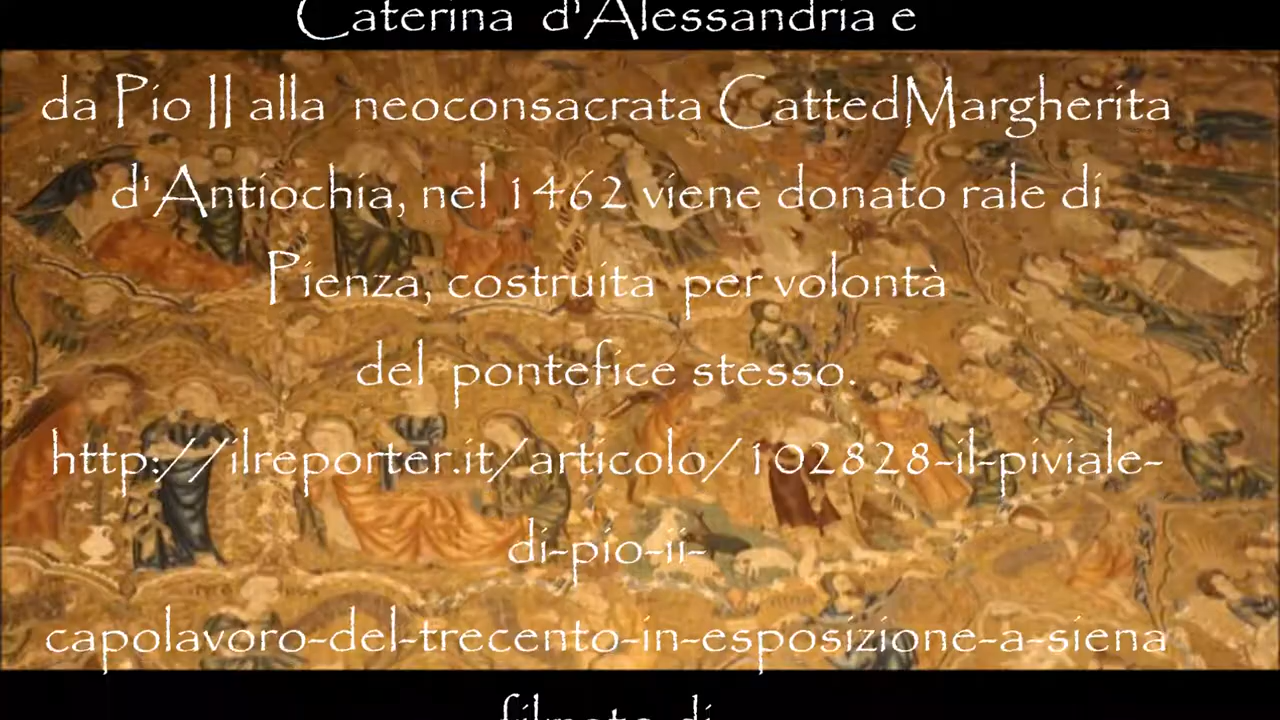 Caterina d'Alessandria e
da Pio II alla neoconsacrata CattedMargherita
d'Antiochia, nel 1462 viene donato rale di
Pienza, costruita per volontà
del pontefice stesso.
http://ilreporter.it/articolo/102828-il-piviale-
di-pio-ii-
capolavoro-del-trecento-in-esposizione-a-siena